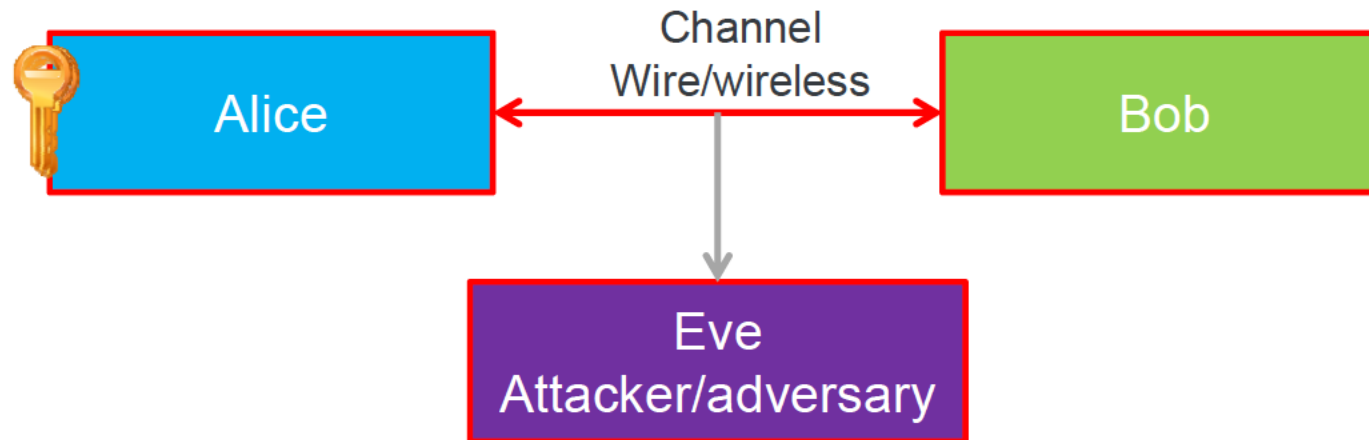 Channel
Wire/wireless
Alice
Bob
Eve
Attacker/adversary